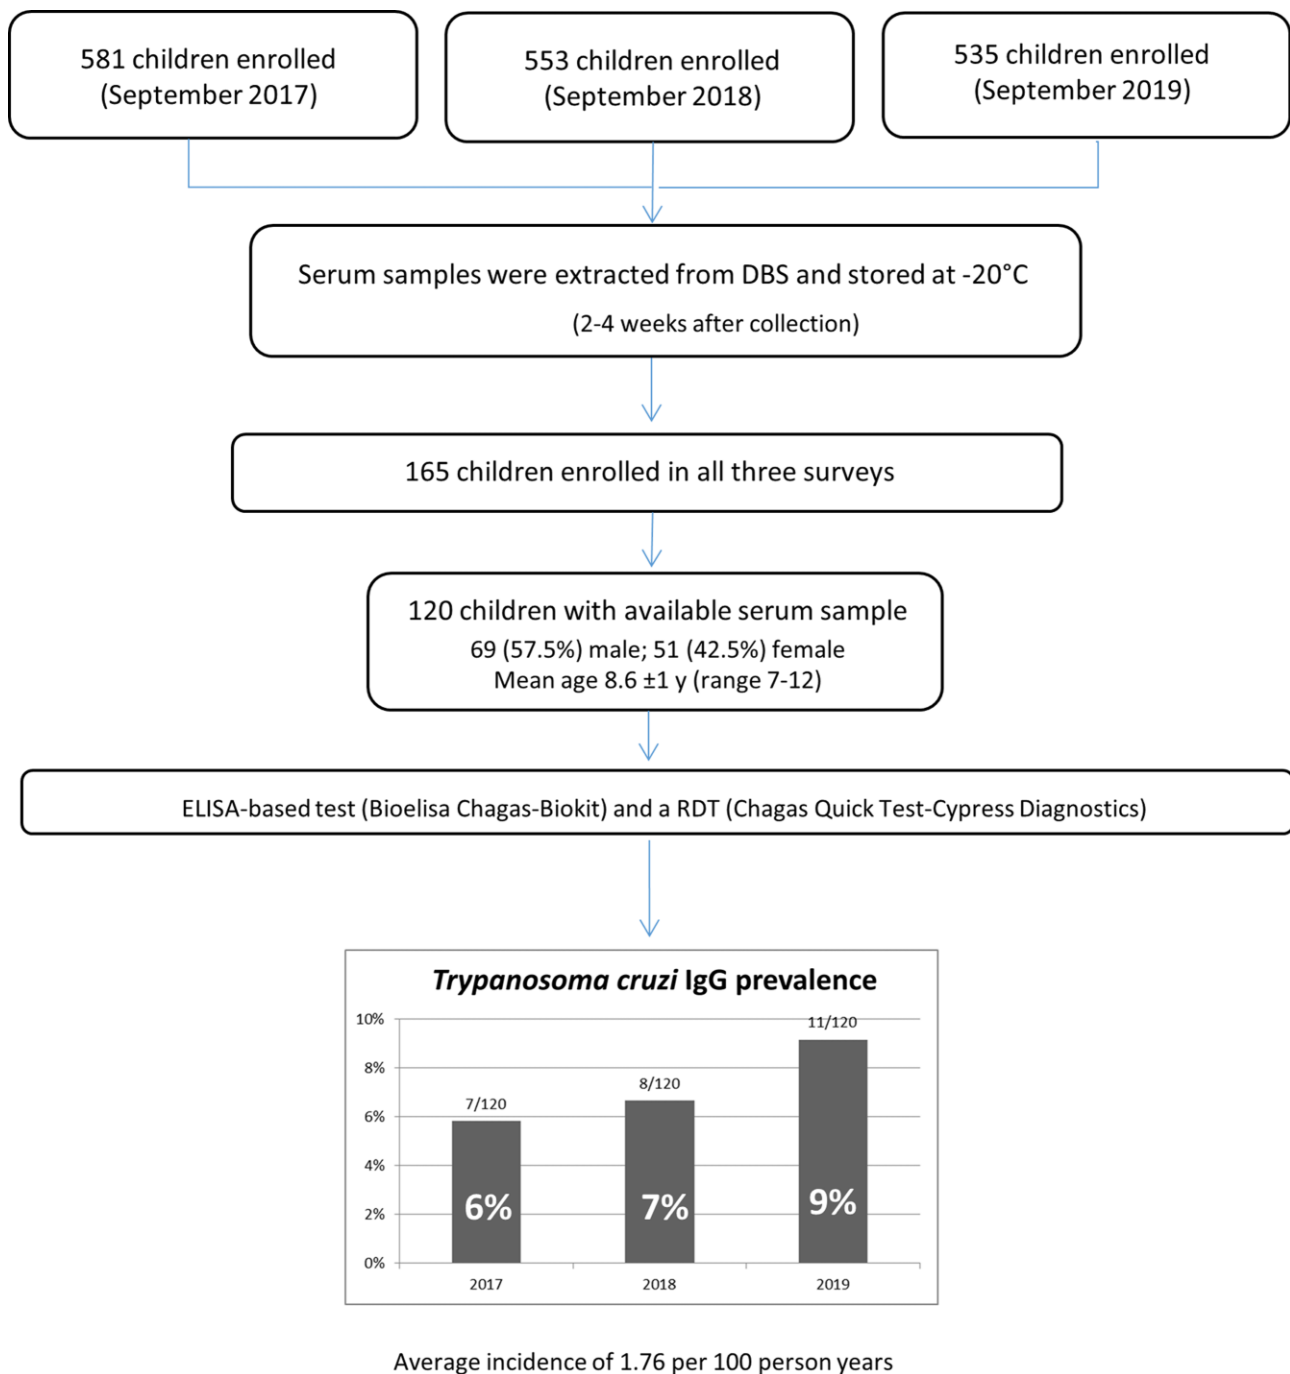 581 children enrolled
(September 2017)
553 children enrolled
(September 2018)
535 children enrolled
(September 2019)
Serum samples were extracted from DBS and stored at -20°C
(2-4 weeks after collection)
165 children enrolled in all three surveys
120 children with available serum sample
69 (57.5%) male; 51 (42.5%) female
Mean age 8.6 ±1 y (range 7-12)
ELISA-based test (Bioelisa Chagas-Biokit) and a RDT (Chagas Quick Test-Cypress Diagnostics)
Trypanosoma cruzi IgG prevalence
10%
8%
6%
4%
2%
0%
7/120
8/120
11/120
6%
7%
9%
2017
2018
2019
Average incidence of 1.76 per 100 person years